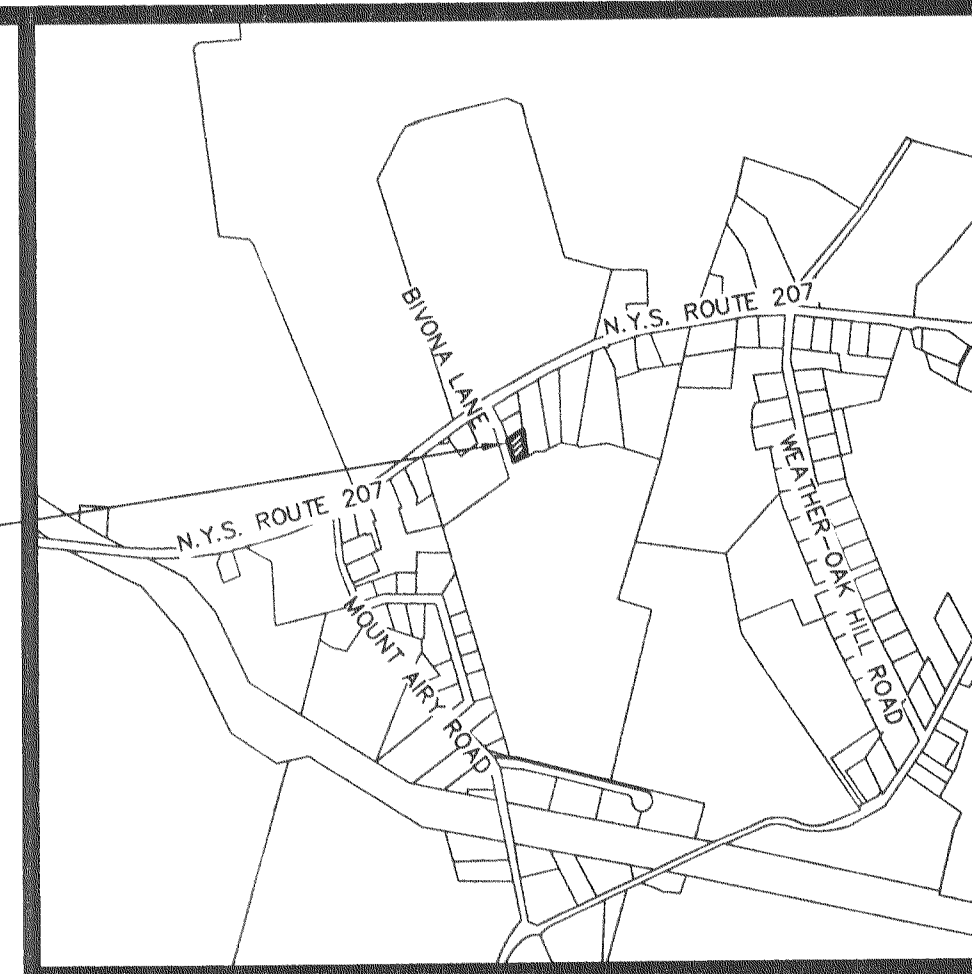 BIVONA LANE
N.Y.S. ROUTE 207
N.Y.S. ROUTE 207
WEATHER-OAK HILL ROAD
MOUNT AIRY ROAD